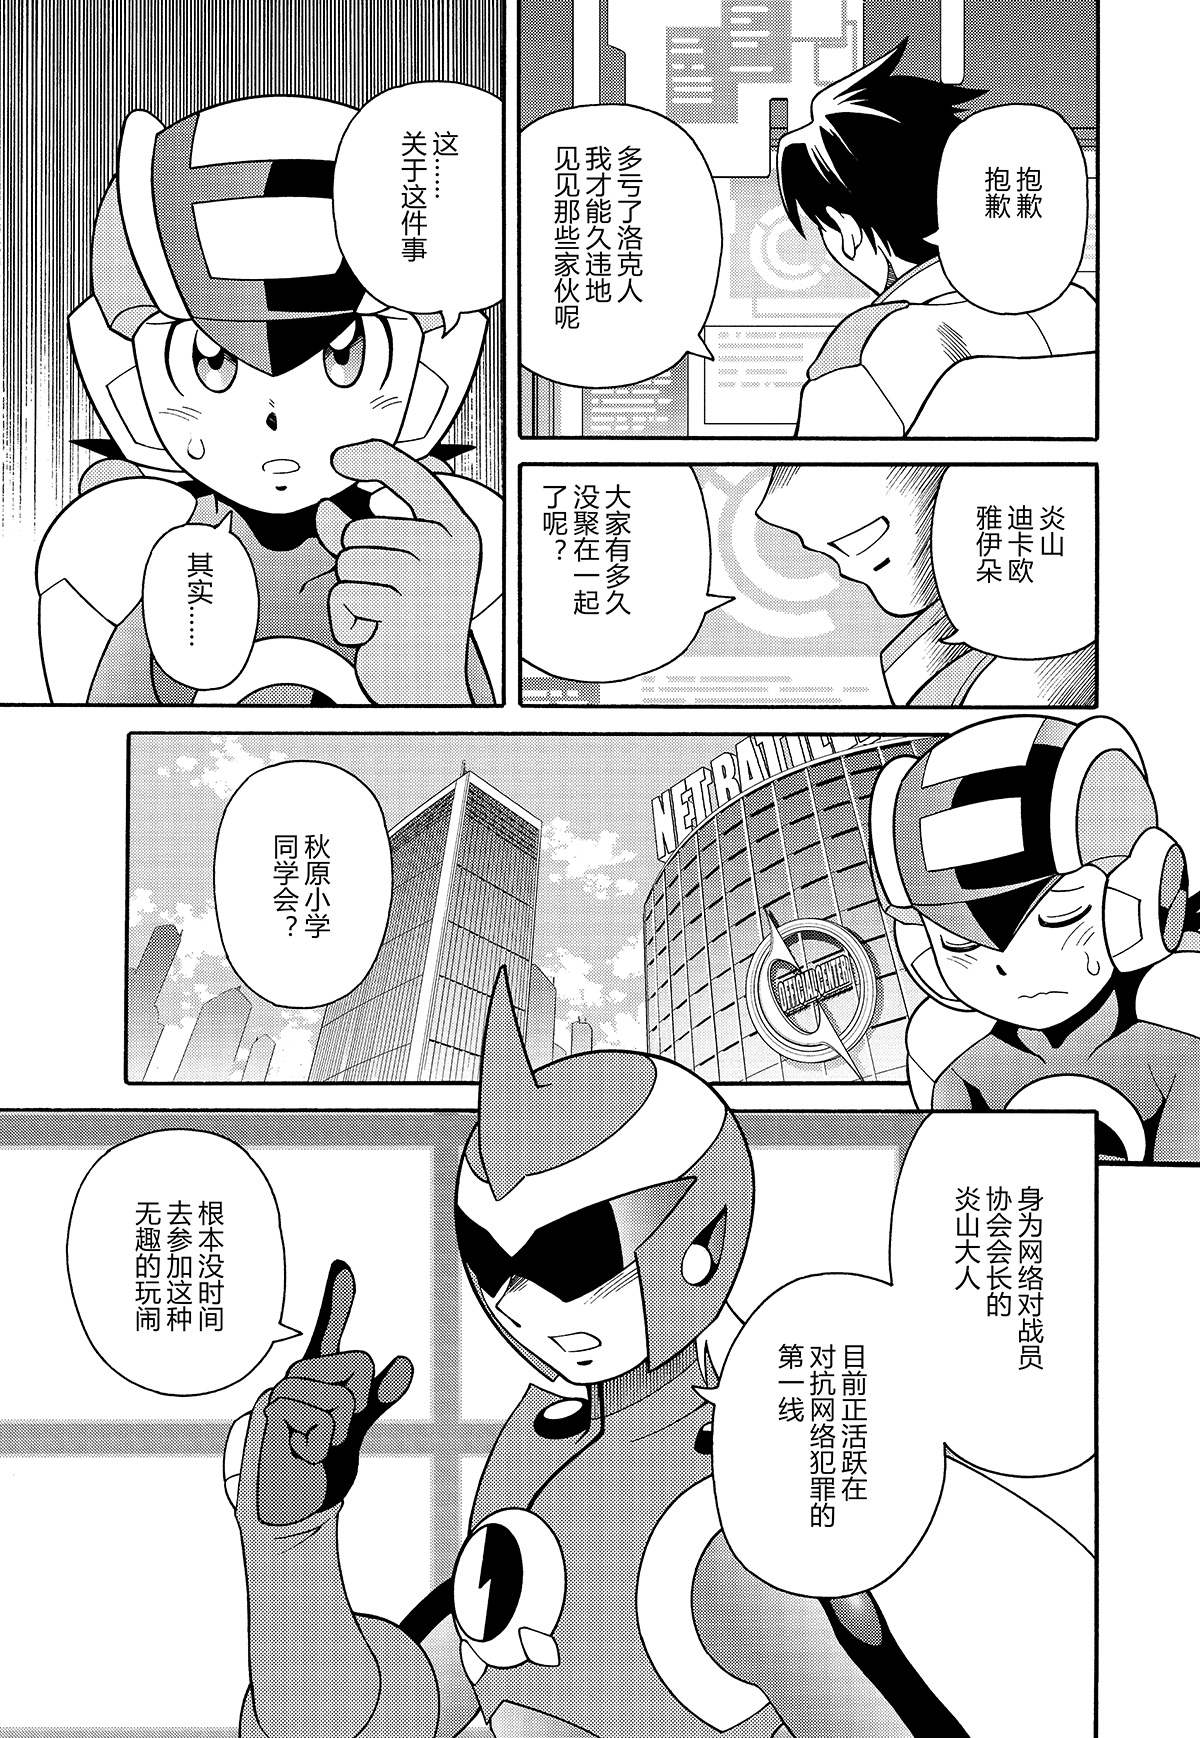 抱歉
抱歉
多亏了洛克人
我才能久违地
见见那些家伙呢
这……
关于这件事
炎山
迪卡欧
雅伊朵
大家有多久
没聚在一起
了呢？
其实……
NET BATTLE
OFFICIAL CENTER
秋原小学
同学会？
身为网络对战员
协会会长的
炎山大人
目前正活跃在
对抗网络犯罪的
第一线
根本没时间
去参加这种
无趣的玩闹